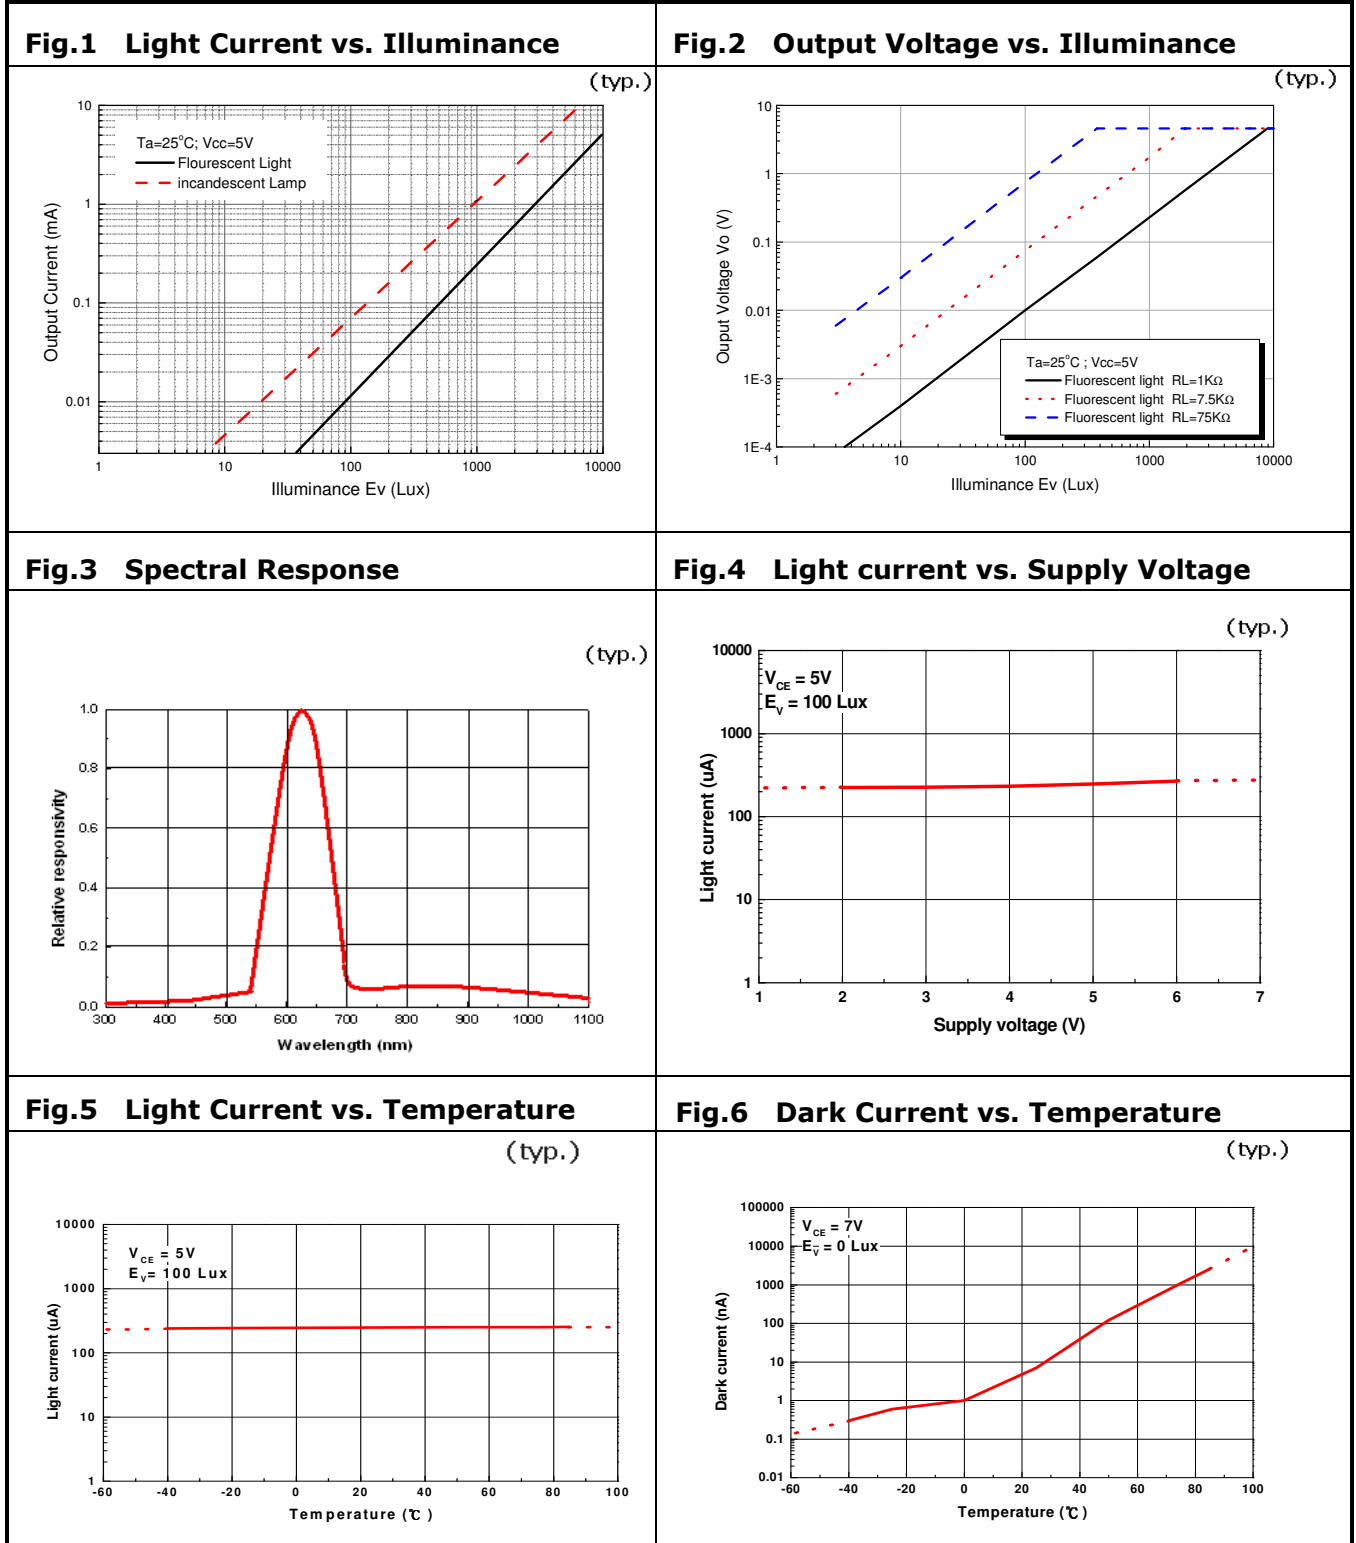 Fig.1 Light Current vs. Illuminance
(typ.)
10
1
0.1
0.01
Ta=25°C; Vcc=5V
Flourescent Light
incandescent Lamp
Output Current (mA)
1 10 100 1000 10000
Illuminance Ev (Lux)
Fig.2 Output Voltage vs. Illuminance
(typ.)
10
1
0.1
0.01
1E-3
1E-4
Ouput Voltage Vo (V)
Ta=25°C ; Vcc=5V
Fluorescent light RL=1KΩ
Fluorescent light RL=7.5KΩ
Fluorescent light RL=75KΩ
1 10 100 1000 10000
Illuminance Ev (Lux)
Fig.3 Spectral Response
(typ.)
1.0
0.8
0.6
0.4
0.2
0.0
Relative responsivity
300 400 500 600 700 800 900 1000 1100
Wavelength (nm)
Fig.4 Light current vs. Supply Voltage
(typ.)
10000
1000
100
10
1
VCE = 5V
EV = 100 Lux
Light current (uA)
1 2 3 4 5 6 7
Supply voltage (V)
Fig.5 Light Current vs. Temperature
(typ.)
10000
1000
100
10
1
VCE = 5V
EV= 100 Lux
Light current (uA)
-60 -40 -20 0 20 40 60 80 100
Temperature (℃ )
Fig.6 Dark Current vs. Temperature
(typ.)
100000
10000
1000
100
10
1
0.1
0.01
VCE = 7V
EV = 0 Lux
Dark current (nA)
-60 -40 -20 0 20 40 60 80 100
Temperature (℃ )